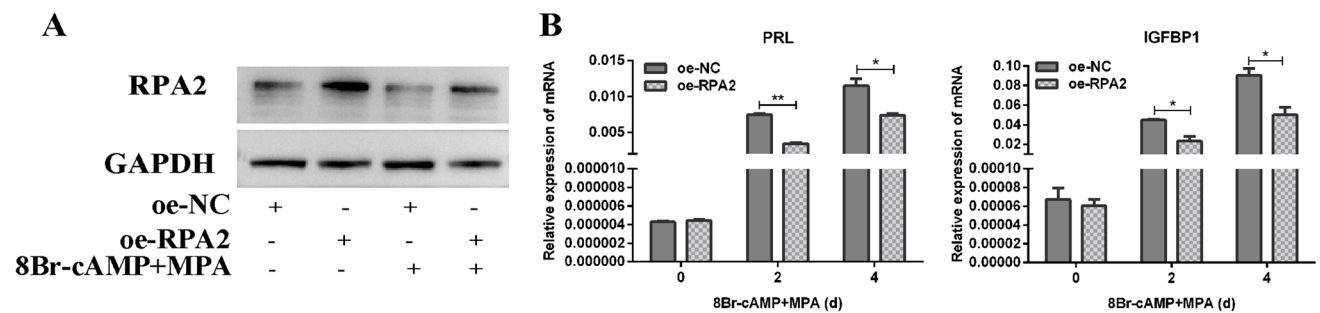 A
RPA2
GAPDH
oe-NC + - + -
oe-RPA2 - + - +
8Br-cAMP+MPA - - + +
B
PRL
oe-NC
oe-RPA2
Relative expression of mRNA
0.015
0.010
0.005
0.000010
0.000008
0.000006
0.000004
0.000002
0.000000
** *
0 2 4
8Br-cAMP+MPA (d)
IGFBP1
oe-NC
oe-RPA2
Relative expression of mRNA
0.10
0.08
0.06
0.04
0.02
0.00010
0.00008
0.00006
0.00004
0.00002
0.00000
* *
0 2 4
8Br-cAMP+MPA (d)